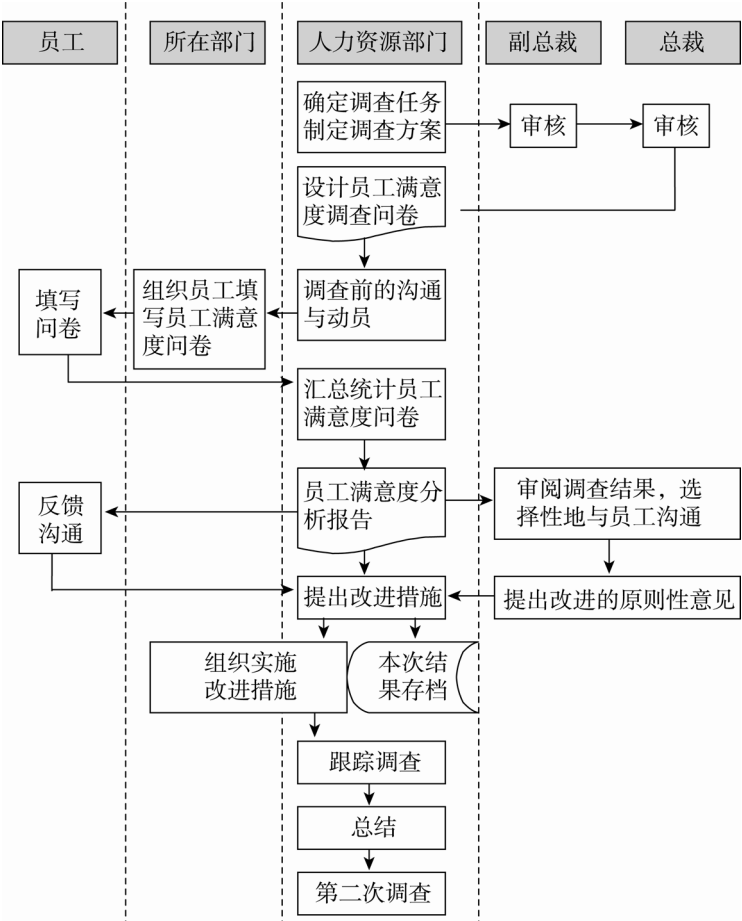 员工
所在部门
人力资源部门
副总裁
总裁
确定调查任务
制定调查方案
审核
审核
设计员工满意
度调查问卷
填写
问卷
组织员工填
写员工满意
度问卷
调查前的沟通
与动员
汇总统计员工
满意度问卷
反馈
沟通
员工满意度分
析报告
审阅调查结果，选
择性地与员工沟通
提出改进措施
提出改进的原则性意见
组织实施
改进措施
本次结
果存档
跟踪调查
总结
第二次调查